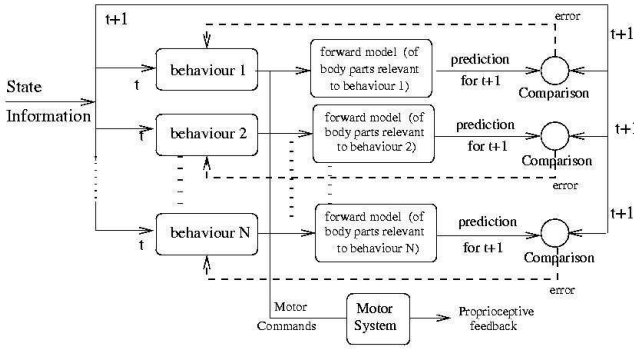 error
t+1
t+1
behaviour 1
forward model (of
body parts relevant
to behaviour 1)
prediction
for t+1
Comparison
t
State
Information
behaviour 2
forward model (of
body parts relevant
to behaviour 2)
prediction
for t+1
Comparison
t
t+1
error
t+1
behaviour N
forward model (of
body parts relevant
to behaviour N)
prediction
for t+1
Comparison
t
error
Motor
Commands
Motor
System
Proprioceptive
feedback